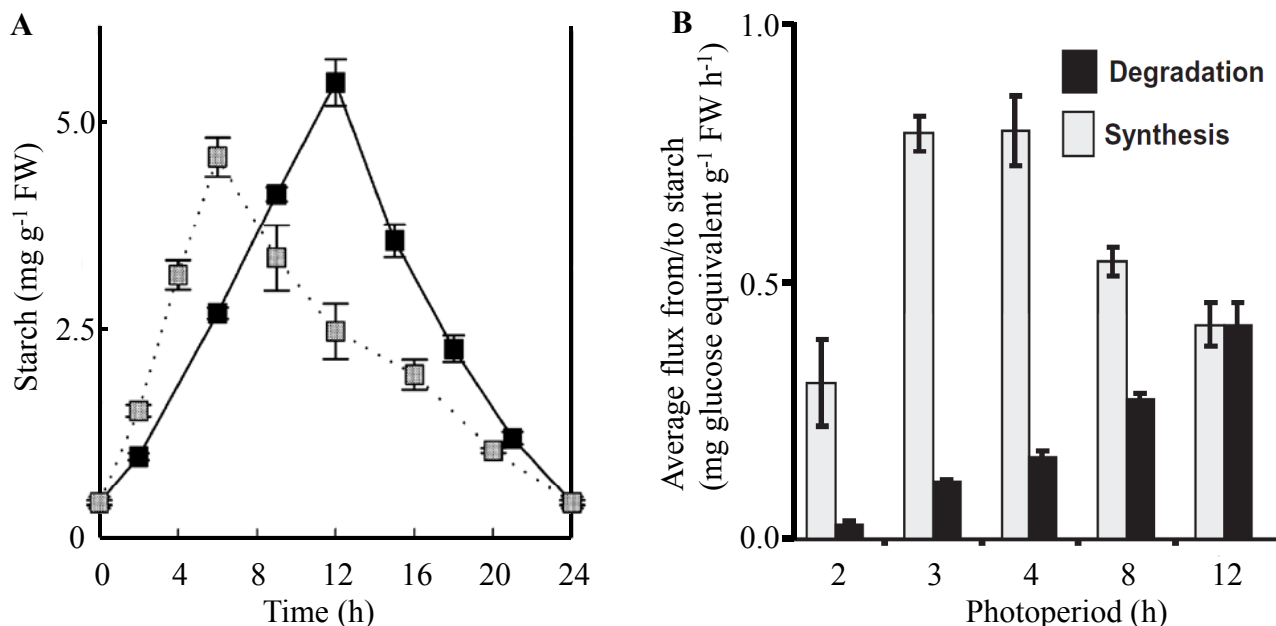 A
Starch (mg g-1 FW)
5.0
2.5
0
0 4 8 12 16 20 24
Time (h)
B
Average flux from/to starch
(mg glucose equivalent g-1 FW h-1)
1.0
0.5
0.0
Degradation
Synthesis
2 3 4 8 12
Photoperiod (h)